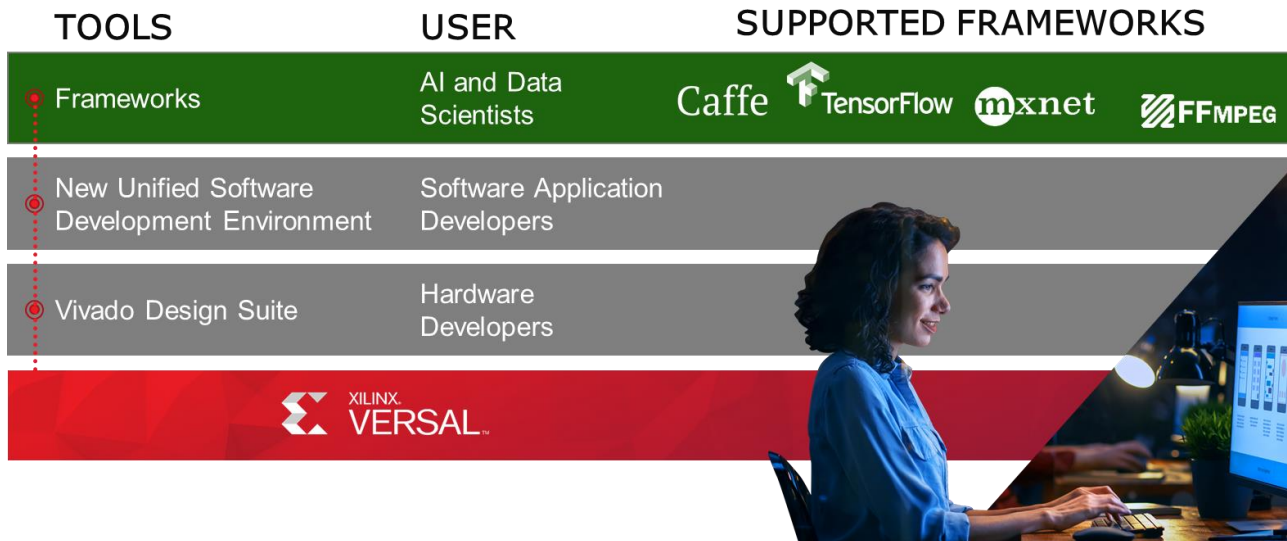 TOOLS
USER
SUPPORTED FRAMEWORKS
Frameworks
AI and Data
Scientists
Caffe
TensorFlow
mxnet
FFMPEG
New Unified Software
Development Environment
Software Application
Developers
Vivado Design Suite
Hardware
Developers
XILINX.
VERSAL™